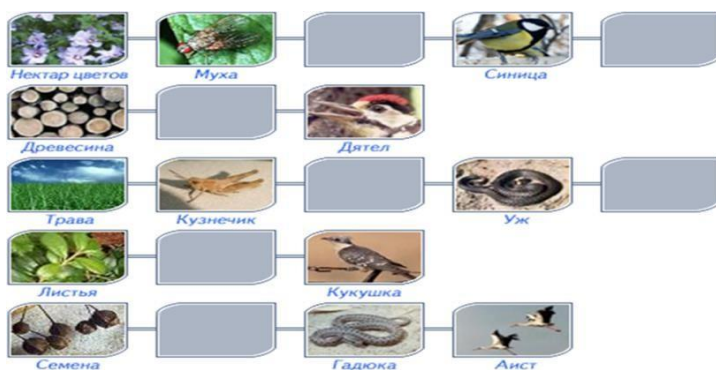 Нектар цветов Муха Синица
Древесина Дятел
Трава Кузнечик Уж
Листья Кукушка
Семена Гадюка Аист